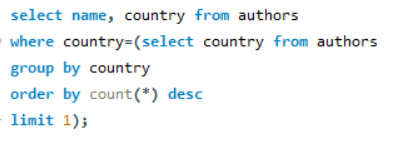 select name, country from authors
where country=(select country from authors
group by country
order by count(*) desc
limit 1);